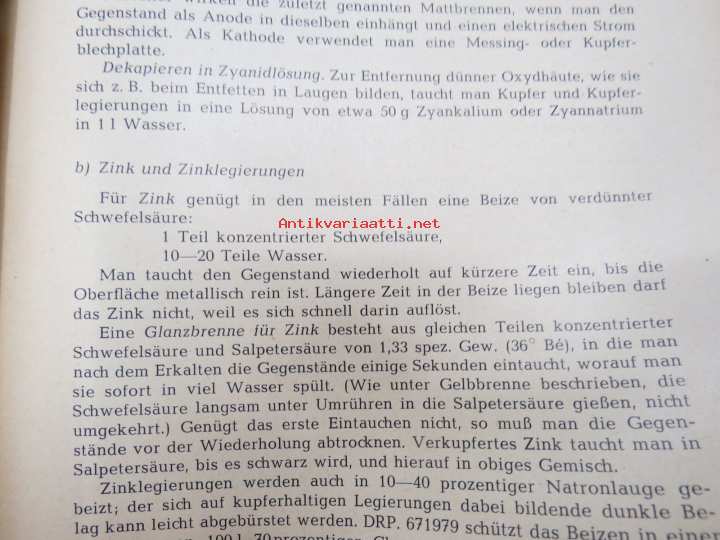 wirken die zuletzt genannten Mattbrennen, wenn man den
Gegenstand als Anode in dieselben einhängt und einen elektrischen Strom
durchschickt. Als Kathode verwendet man eine Messing- oder Kupfer-
blechplatte.
Dekapieren in Zyanidlösung. Zur Entfernung dünner Oxydhäute, wie sie
sich z. B. beim Entfetten in Laugen bilden, taucht man Kupfer und Kupfer-
legierungen in eine Lösung von etwa 50 g Zyankalium oder Zyannatrium
in 1 l Wasser.
b) Zink und Zinklegierungen
Für Zink genügt in den meisten Fällen eine Beize von verdünnter
Schwefelsäure:
Antikvariaatti.net
1 Teil konzentrierter Schwefelsäure,
10—20 Teile Wasser.
Man taucht den Gegenstand wiederholt auf kürzere Zeit ein, bis die
Oberfläche metallisch rein ist. Längere Zeit in der Beize liegen bleiben darf
das Zink nicht, weil es sich schnell darin auflöst.
Eine Glanzbrenne für Zink besteht aus gleichen Teilen konzentrierter
Schwefelsäure und Salpetersäure von 1,33 spez. Gew. (36° Bé), in die man
nach dem Erkalten die Gegenstände einige Sekunden eintaucht, worauf man
sie sofort in viel Wasser spült. (Wie unter Gelbbrenne beschrieben, die
Schwefelsäure langsam unter Umrühren in die Salpetersäure gießen, nicht
umgekehrt.) Genügt das erste Eintauchen nicht, so muß man die Gegen-
stände vor der Wiederholung abtrocknen. Verkupfertes Zink taucht man in
Salpetersäure, bis es schwarz wird, und hierauf in obiges Gemisch.
Zinklegierungen werden auch in 10—40 prozentiger Natronlauge ge-
beizt; der sich auf kupferhaltigen Legierungen dabei bildende dunkle Be-
lag kann leicht abgebürstet werden. DRP. 671979 schützt das Beizen in einer
100 l 70prozentiger